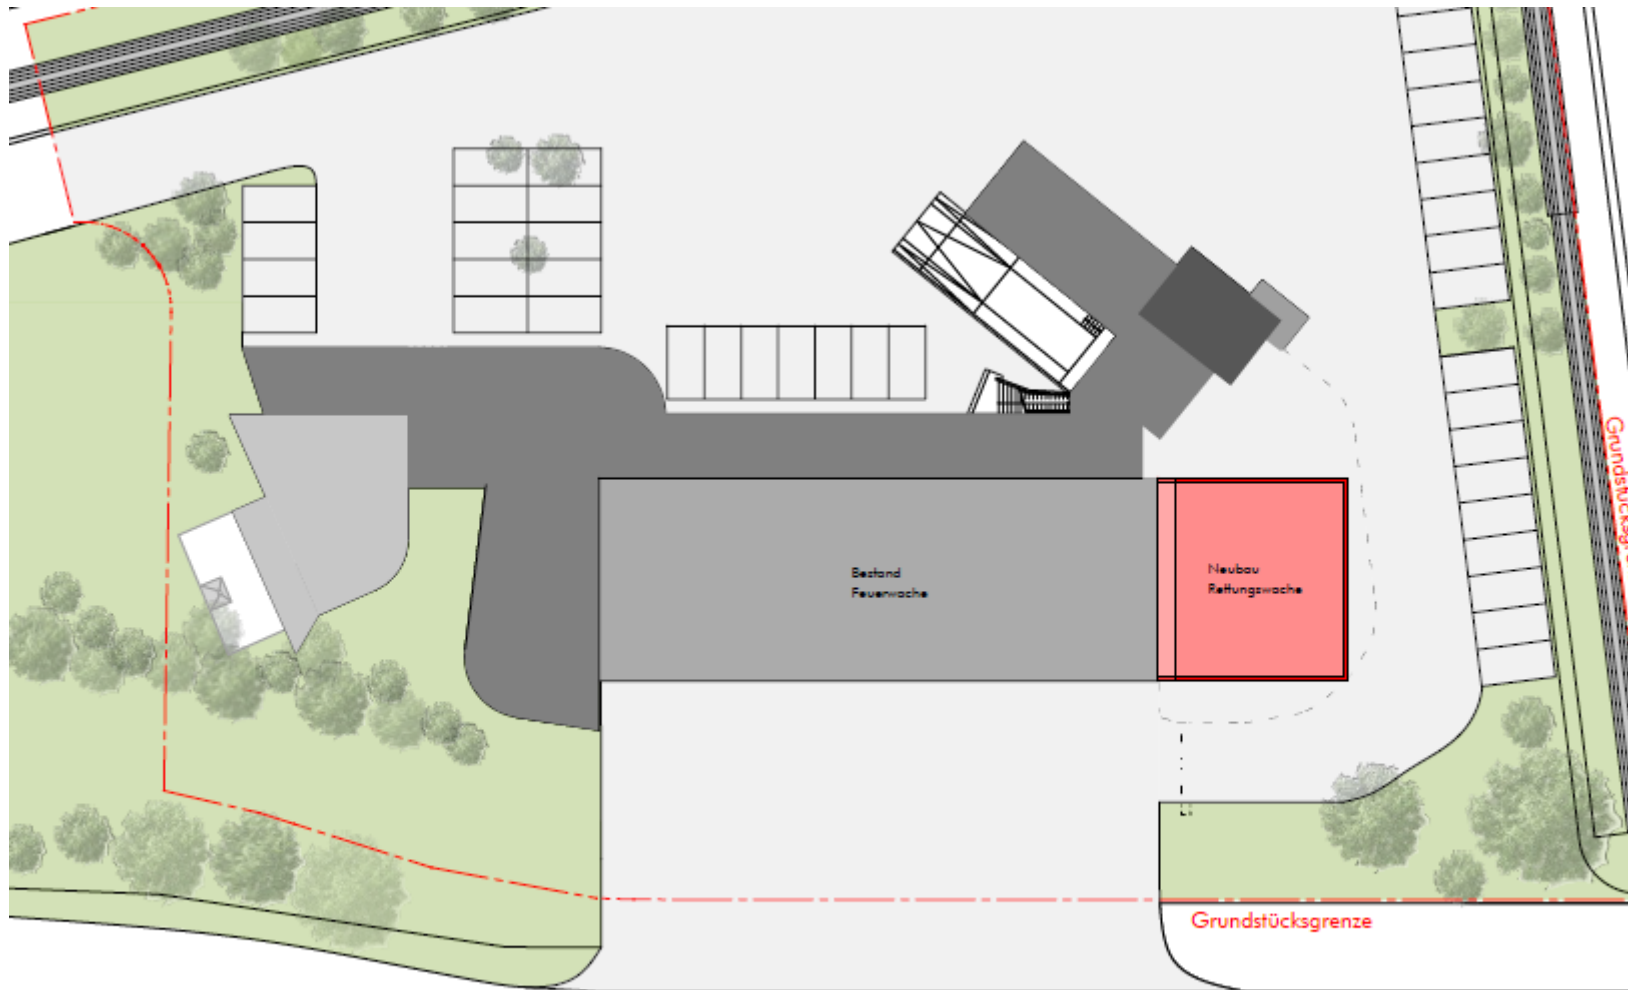 Bestand
Feuerwache
Neubau
Rettungswache
Grundstücksgrenze